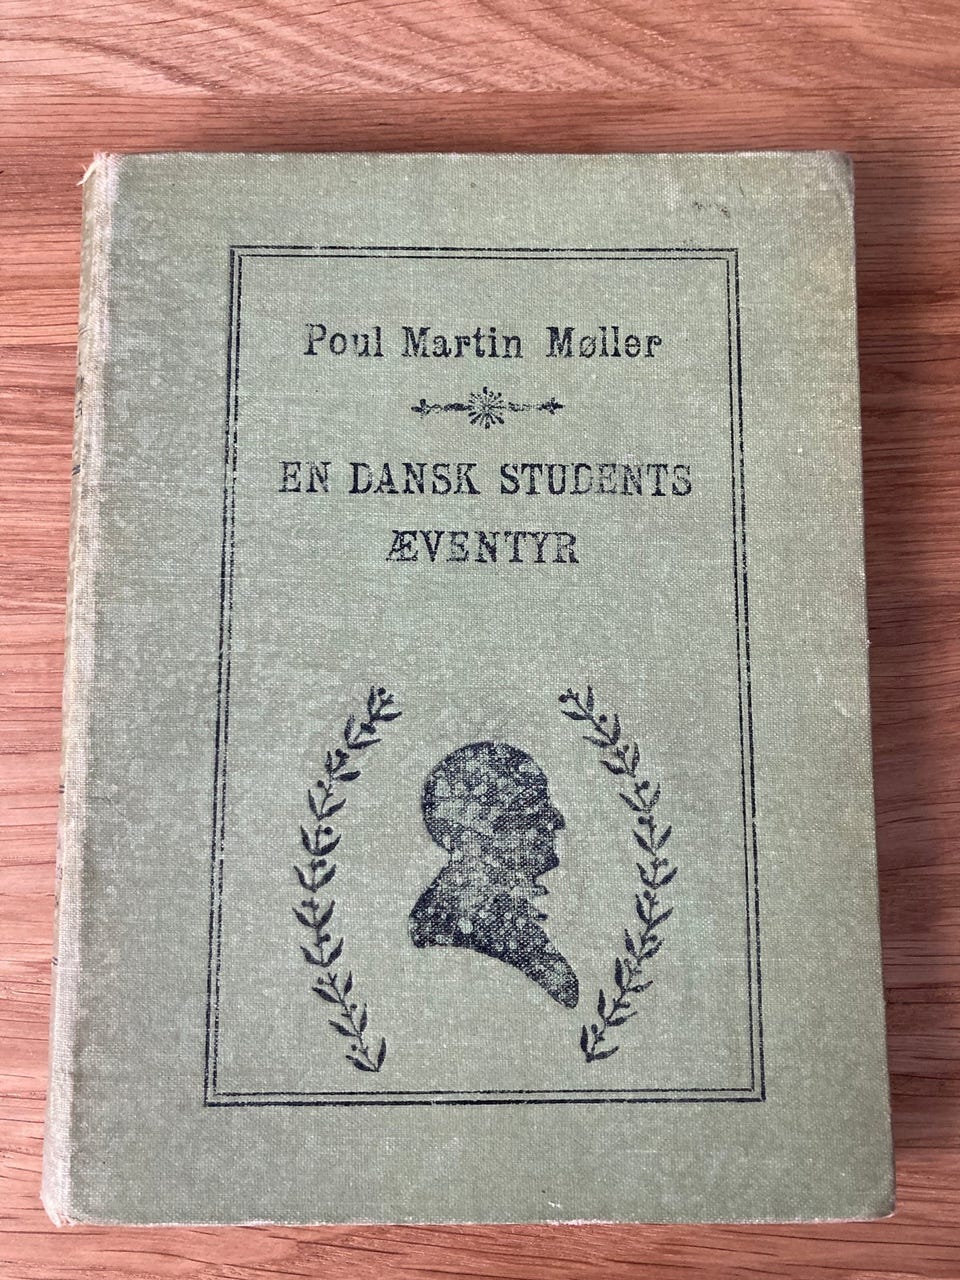 Poul Martin Møller
EN DANSK STUDENTS
ÆVENTYR